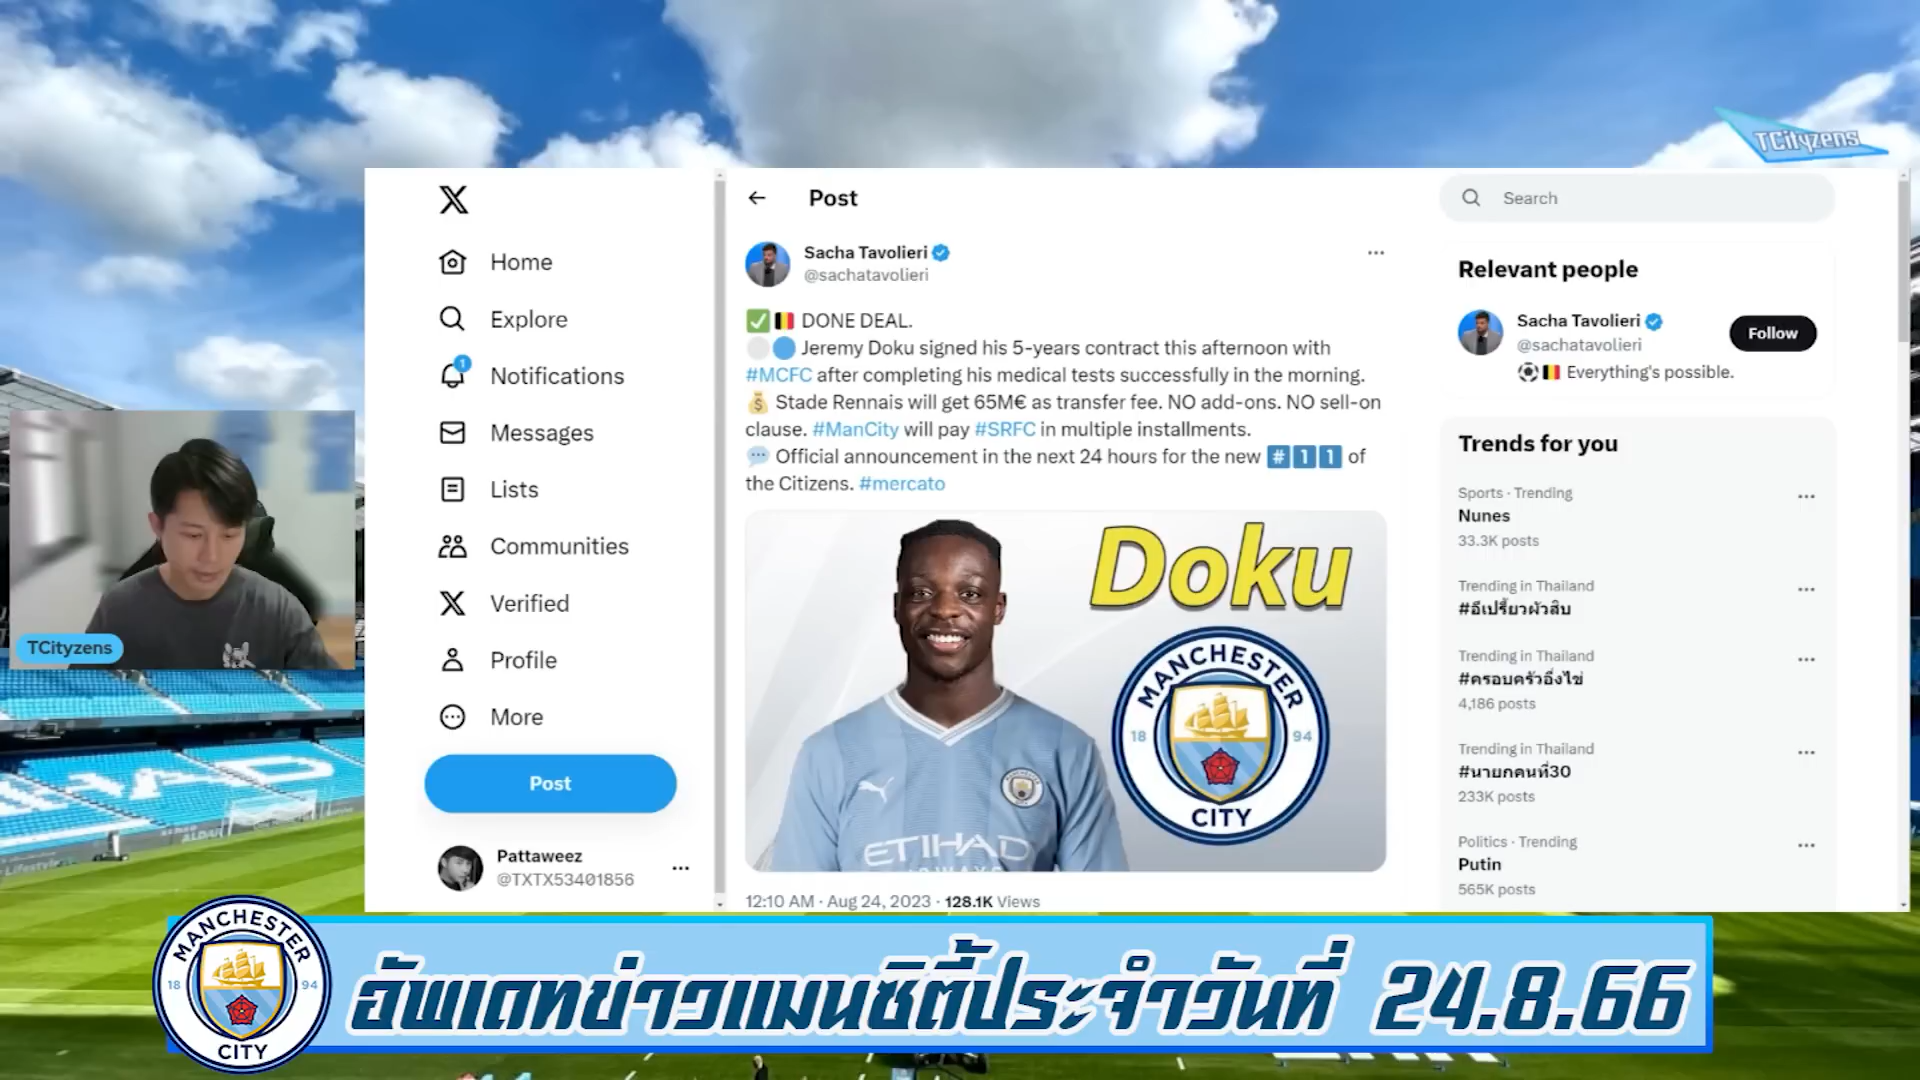 TCityzens
X
Home
Explore
1
Notifications
Messages
Lists
Communities
Verified
Profile
More
Post
Pattaweez
@TXTX53401856
Post
Sacha Tavolieri
@sachatavolieri
DONE DEAL.
Jeremy Doku signed his 5-years contract this afternoon with
#MCFC after completing his medical tests successfully in the morning.
Stade Rennais will get 65M€ as transfer fee. NO add-ons. NO sell-on
clause. #ManCity will pay #SRFC in multiple installments.
Official announcement in the next 24 hours for the new #11 of
the Citizens. #mercato
Doku
MANCHESTER
18 94
CITY
ETIHAD
12:10 AM · Aug 24, 2023 · 128.1K Views
Search
Relevant people
Sacha Tavolieri
@sachatavolieri
Follow
Everything's possible.
Trends for you
Sports · Trending
Nunes
33.3K posts
Trending in Thailand
#อีเปรี้ยวผัวสิบ
Trending in Thailand
#ครอบครัวอึ่งไข่
4,186 posts
Trending in Thailand
#นายกคนที่30
233K posts
Politics · Trending
Putin
565K posts
TCityzens
MANCHESTER
18 94
CITY
อัพเดทข่าวแมนซิตี้ประจำวันที่ 24.8.66